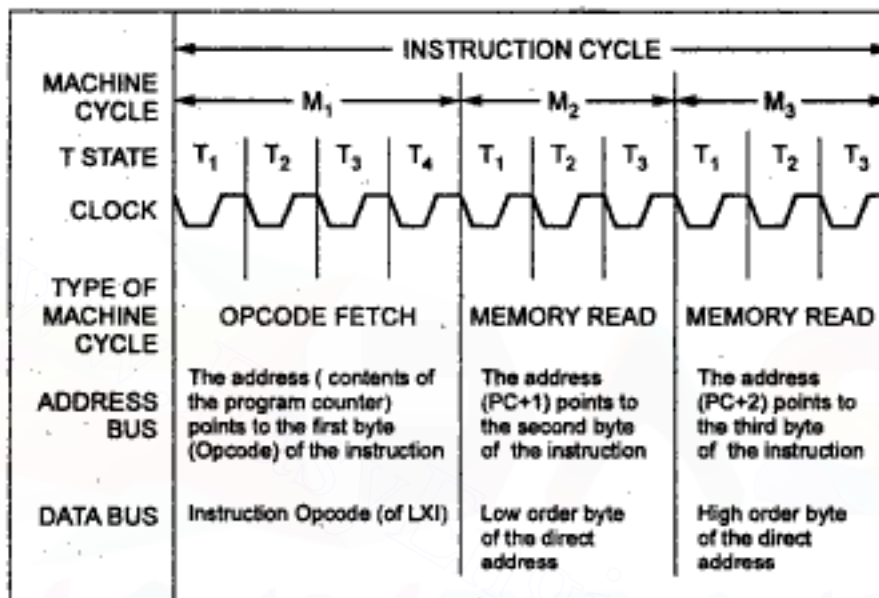 INSTRUCTION CYCLE
MACHINE
CYCLE
M1
M2
M3
T STATE
T1
T2
T3
T4
T1
T2
T3
T1
T2
T3
CLOCK
TYPE OF
MACHINE
CYCLE
OPCODE FETCH
MEMORY READ
MEMORY READ
ADDRESS
BUS
The address ( contents of
the program counter)
points to the first byte
(Opcode) of the instruction
The address
(PC+1) points to
the second byte
of the instruction
The address
(PC+2) points to
the third byte
of the instruction
DATA BUS
Instruction Opcode (of LXI)
Low order byte
of the direct
address
High order byte
of the direct
address